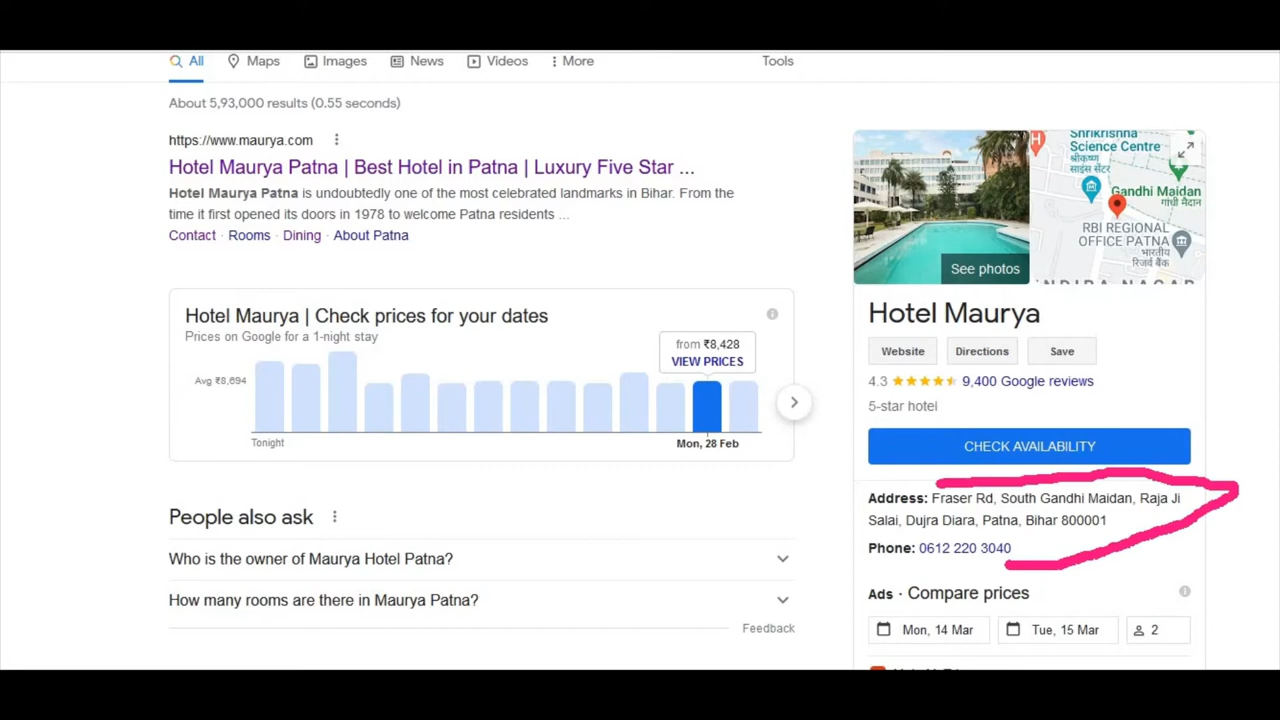 All
Maps
Images
News
Videos
More
Tools
About 5,93,000 results (0.55 seconds)
https://www.maurya.com
Hotel Maurya Patna | Best Hotel in Patna | Luxury Five Star ...
Hotel Maurya Patna is undoubtedly one of the most celebrated landmarks in Bihar. From the
time it first opened its doors in 1978 to welcome Patna residents ...
Contact · Rooms · Dining · About Patna
Hotel Maurya | Check prices for your dates
Prices on Google for a 1-night stay
from ₹8,428
VIEW PRICES
Avg ₹8,694
Tonight
Mon, 28 Feb
People also ask
Who is the owner of Maurya Hotel Patna?
How many rooms are there in Maurya Patna?
Feedback
See photos
Shrikrishna
Science Centre
श्रीकृष्ण
साइंस सेंटर
Gandhi Maidan
गांधी मैदान
RBI REGIONAL
OFFICE PATNA
भारतीय
रिजर्व बैंक
Hotel Maurya
Website
Directions
Save
4.3 ★★★★★ 9,400 Google reviews
5-star hotel
CHECK AVAILABILITY
Address: Fraser Rd, South Gandhi Maidan, Raja Ji
Salai, Dujra Diara, Patna, Bihar 800001
Phone: 0612 220 3040
Ads · Compare prices
Mon, 14 Mar
Tue, 15 Mar
2